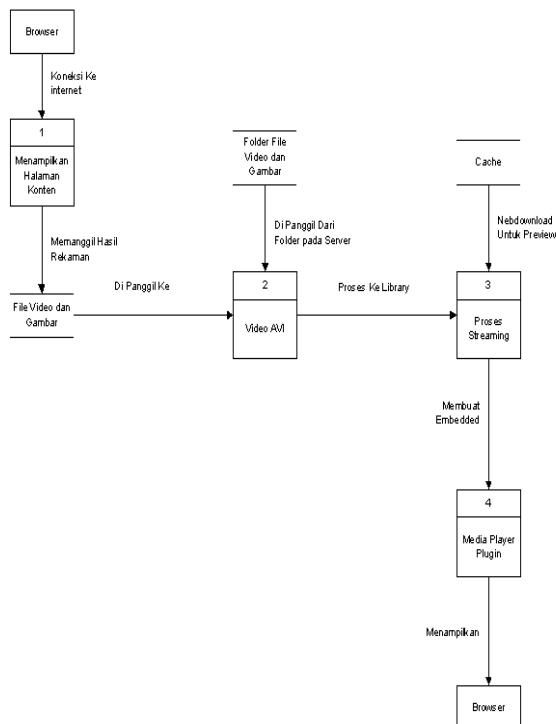 Browser
Koneksi Ke
internet
1
Menampilkan
Halaman
Konten
Folder File
Video dan
Gambar
Cache
Memanggil Hasil
Rekaman
Di Panggil Dari
Folder pada Server
Nebdownload
Untuk Preview
File Video dan
Gambar
Di Panggil Ke
2
Video AVI
Proses Ke Library
3
Proses
Streaming
Membuat
Embedded
4
Media Player
Plugin
Menampilkan
Browser